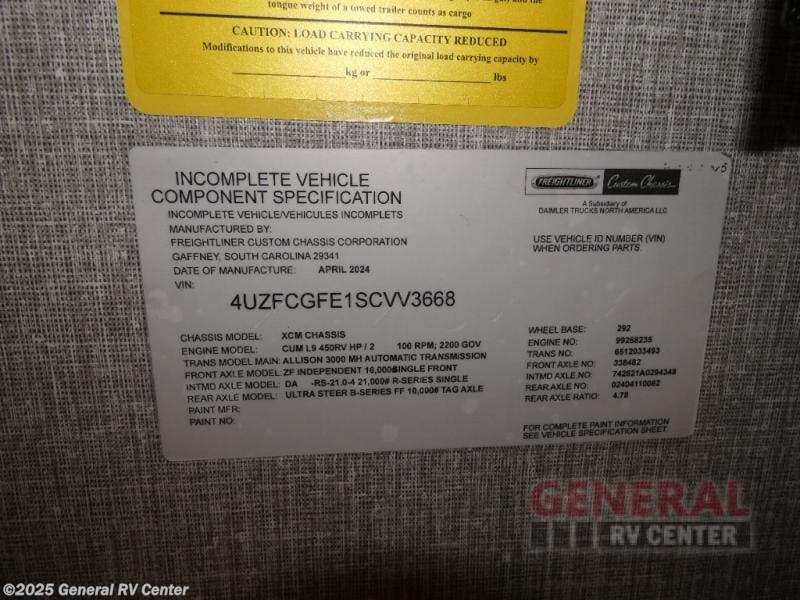 tongue weight of a towed trailer counts as cargo
CAUTION: LOAD CARRYING CAPACITY REDUCED
Modifications to this vehicle have reduced the original load carrying capacity by
kg or lbs
INCOMPLETE VEHICLE
COMPONENT SPECIFICATION
INCOMPLETE VEHICLE/VEHICULES INCOMPLETS
MANUFACTURED BY:
FREIGHTLINER CUSTOM CHASSIS CORPORATION
GAFFNEY, SOUTH CAROLINA 29341
DATE OF MANUFACTURE: APRIL 2024
VIN:
4UZFCGFE1SCVV3668
FREIGHTLINER Custom Chassis
A Subsidiary of
DAIMLER TRUCKS NORTH AMERICA LLC
USE VEHICLE ID NUMBER (VIN)
WHEN ORDERING PARTS.
CHASSIS MODEL: XCM CHASSIS
ENGINE MODEL: CUM L9 450RV HP / 2 100 RPM; 2200 GOV
TRANS MODEL MAIN: ALLISON 3000 MH AUTOMATIC TRANSMISSION
FRONT AXLE MODEL: ZF INDEPENDENT 16,000# SINGLE FRONT
INTMD AXLE MODEL: DA -RS-21.0-4 21,000# R-SERIES SINGLE
REAR AXLE MODEL: ULTRA STEER B-SERIES FF 10,000# TAG AXLE
PAINT MFR:
PAINT NO:
WHEEL BASE: 292
ENGINE NO: 99268235
TRANS NO: 6512033493
FRONT AXLE NO: 338482
INTMD AXLE NO: 742621A0294348
REAR AXLE NO: 02404110062
REAR AXLE RATIO: 4.78
FOR COMPLETE PAINT INFORMATION
SEE VEHICLE SPECIFICATION SHEET.
GENERAL
RV CENTER
©2025 General RV Center